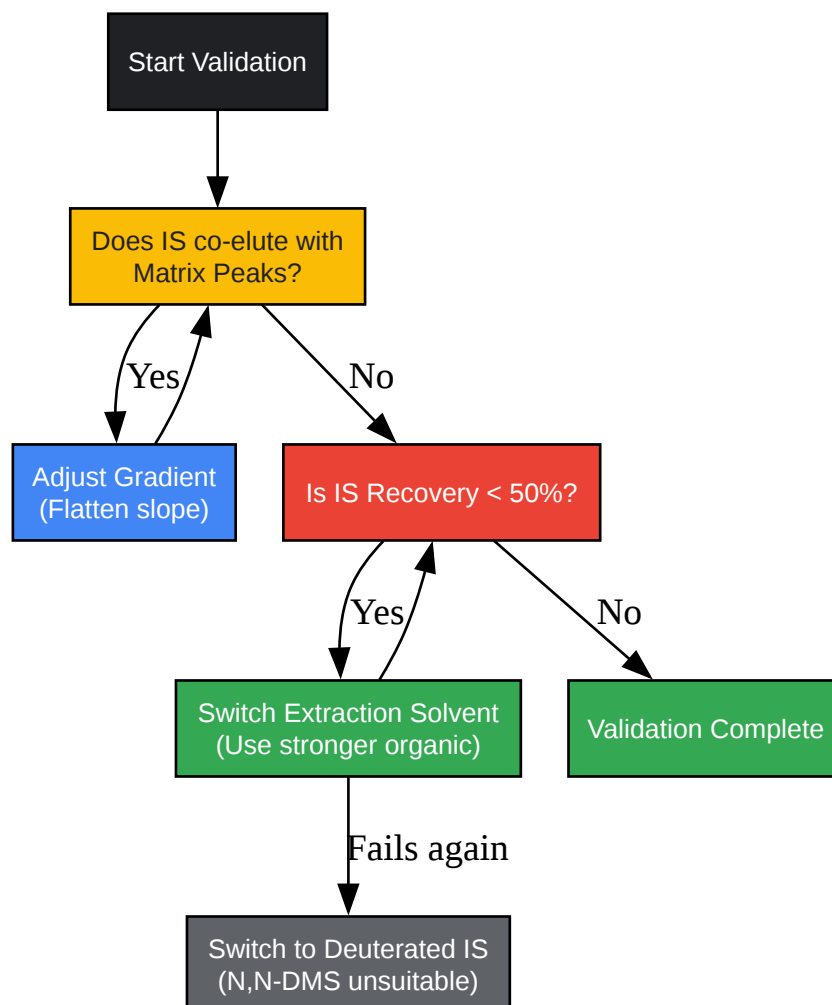 Start Validation
Does IS co-elute with
Matrix Peaks?
Yes
No
Adjust Gradient
(Flatten slope)
Is IS Recovery < 50%?
Yes
No
Switch Extraction Solvent
(Use stronger organic)
Validation Complete
Fails again
Switch to Deuterated IS
(N,N-DMS unsuitable)